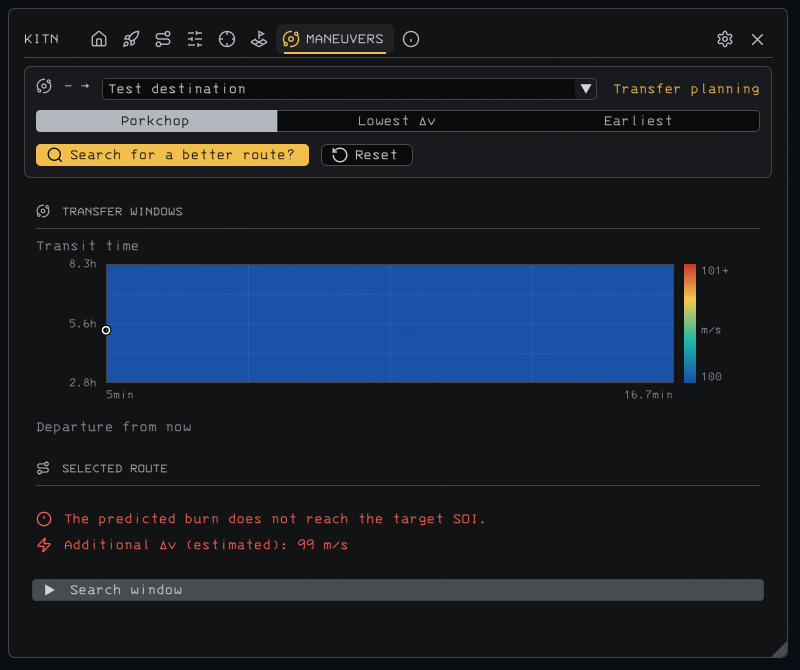 KITN MANEUVERS
Test destination Transfer planning
Porkchop Lowest Δv Earliest
Search for a better route? Reset
TRANSFER WINDOWS
Transit time
8.3h 101+
5.6h m/s
2.8h 100
5min 16.7min
Departure from now
SELECTED ROUTE
The predicted burn does not reach the target SOI.
Additional Δv (estimated): 99 m/s
Search window